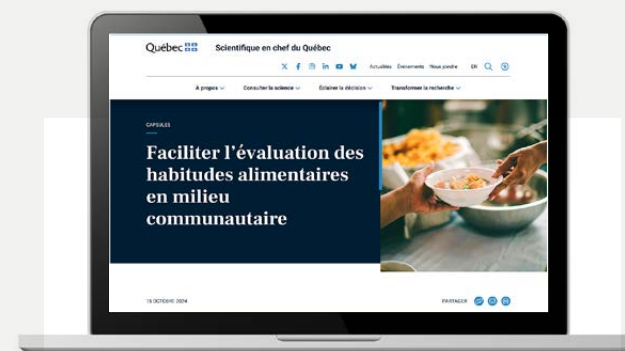 Québec
Scientifique en chef du Québec
Actualités Événements Nous joindre EN
À propos Consulter la science Éclairer la décision Transformer la recherche
CAPSULES
Faciliter l’évaluation des
habitudes alimentaires
en milieu
communautaire
15 OCTOBRE 2024
PARTAGER